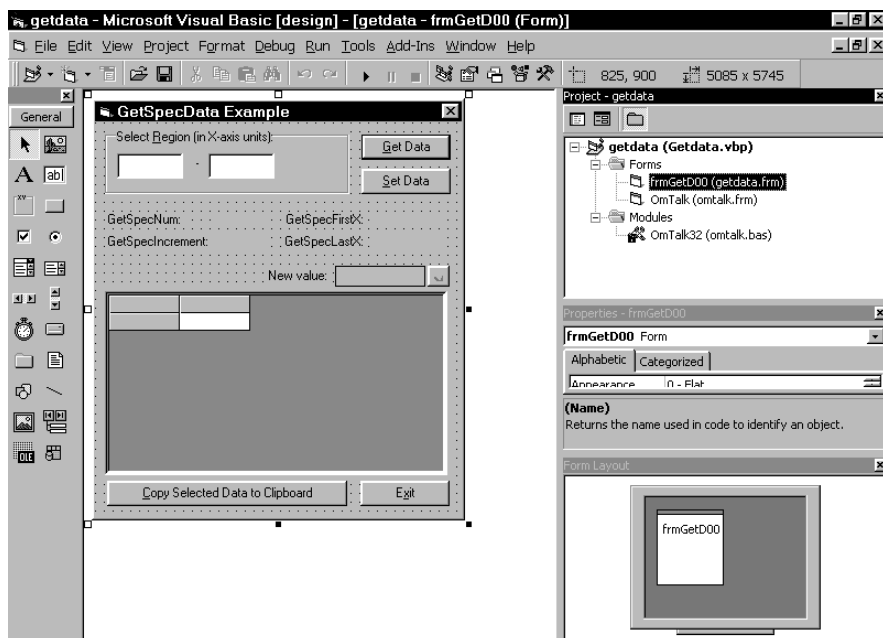 getdata - Microsoft Visual Basic [design] - [getdata - frmGetD00 (Form)]
File Edit View Project Format Debug Run Tools Add-Ins Window Help
825, 900 5085 x 5745
General
A ab|
XY
OLE
GetSpecData Example
Select Region (in X-axis units):
-
Get Data
Set Data
GetSpecNum: GetSpecFirstX:
GetSpecIncrement: GetSpecLastX:
New value:
Copy Selected Data to Clipboard Exit
Project - getdata
getdata (Getdata.vbp)
Forms
frmGetD00 (getdata.frm)
OmTalk (omtalk.frm)
Modules
OmTalk32 (omtalk.bas)
Properties - frmGetD00
frmGetD00 Form
Alphabetic Categorized
Appearance 0 - Flat
(Name)
Returns the name used in code to identify an object.
Form Layout
frmGetD00